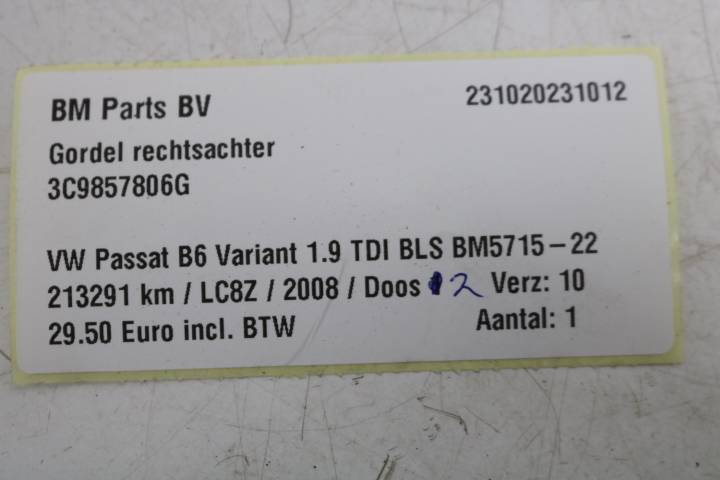 BM Parts BV 231020231012
Gordel rechtsachter
3C9857806G
VW Passat B6 Variant 1.9 TDI BLS BM5715-22
213291 km / LC8Z / 2008 / Doos 2 Verz: 10
29.50 Euro incl. BTW Aantal: 1